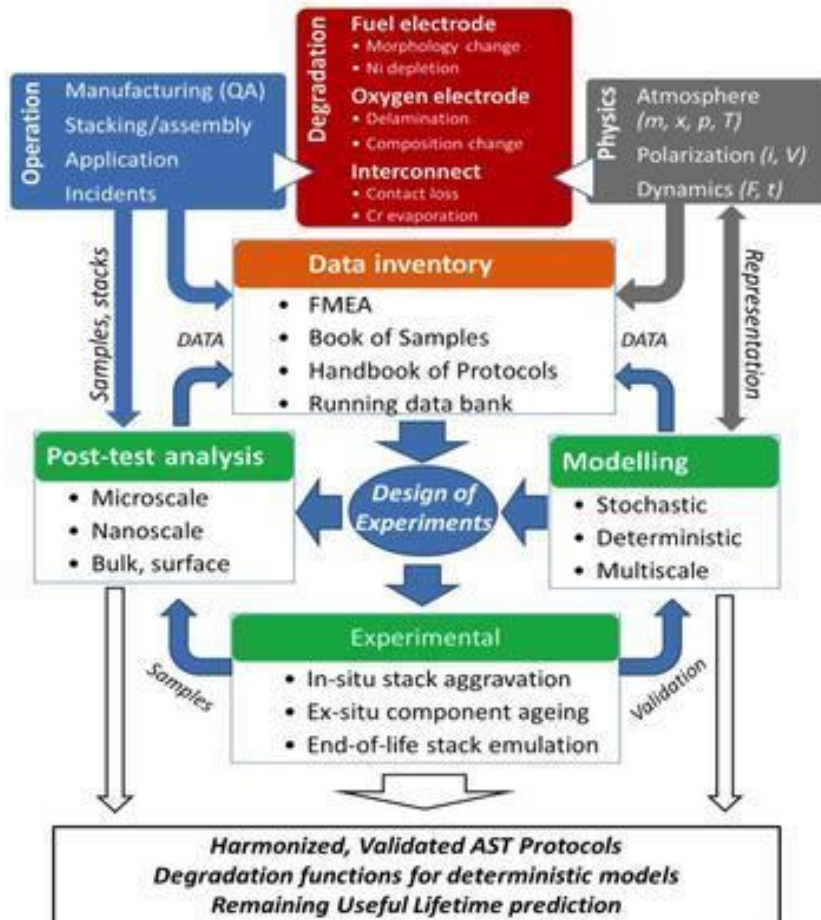 Operation
Manufacturing (QA)
Stacking/assembly
Application
Incidents
Degradation
Fuel electrode
• Morphology change
• Ni depletion
Oxygen electrode
• Delamination
• Composition change
Interconnect
• Contact loss
• Cr evaporation
Physics
Atmosphere
(m, x, p, T)
Polarization (i, V)
Dynamics (F, t)
Samples, stacks
DATA
Data inventory
• FMEA
• Book of Samples
• Handbook of Protocols
• Running data bank
DATA
Representation
Post-test analysis
• Microscale
• Nanoscale
• Bulk, surface
Design of
Experiments
Modelling
• Stochastic
• Deterministic
• Multiscale
Samples
Experimental
• In-situ stack aggravation
• Ex-situ component ageing
• End-of-life stack emulation
Validation
Harmonized, Validated AST Protocols
Degradation functions for deterministic models
Remaining Useful Lifetime prediction